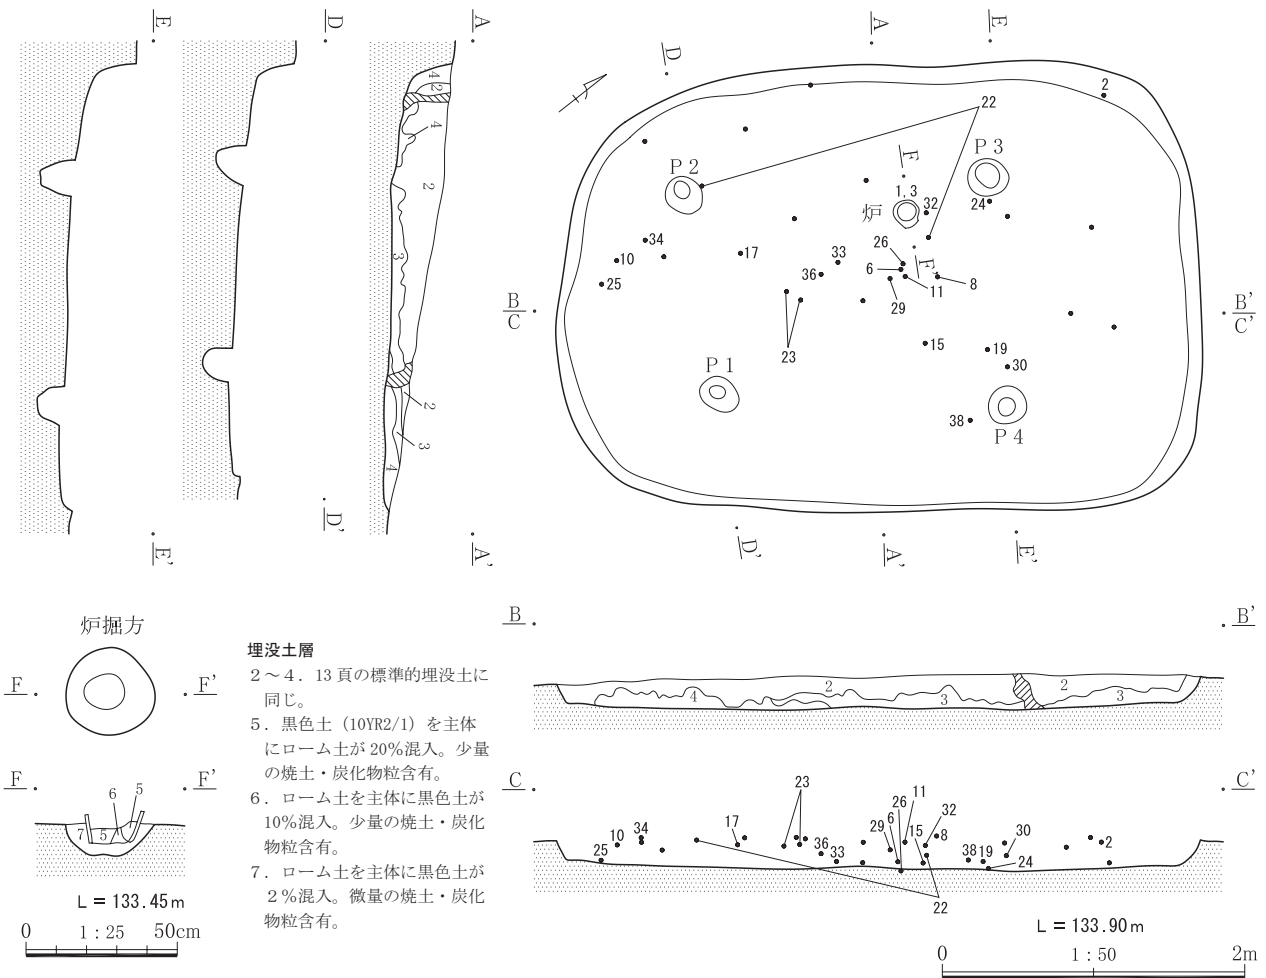 E
D
A
4
2
4
2
3
2
3
4
E'
D'
A'
A
E
D
2
22
P 3
P 2
F
1, 3
炉
32
24
34
10
25
17
33
36
26
6
F'
8
11
29
B
C
B'
C'
23
15
19
30
P 1
38
P 4
D'
A'
E'
炉掘方
F
F'
F
F'
6
5
7
5
L = 133.45m
0
1 : 25
50cm
埋没土層
2～4．13 頁の標準的埋没土に
同じ。
5．黒色土（10YR2/1）を主体
にローム土が 20%混入。少量
の焼土・炭化物粒含有。
6．ローム土を主体に黒色土が
10%混入。少量の焼土・炭化
物粒含有。
7．ローム土を主体に黒色土が
2％混入。微量の焼土・炭化
物粒含有。
B
B'
4
2
3
2
3
C
C'
23
11
26
32
10
34
17
29
6
15
8
30
2
25
36
33
38
19
24
22
L = 133.90m
0
1 : 50
2m